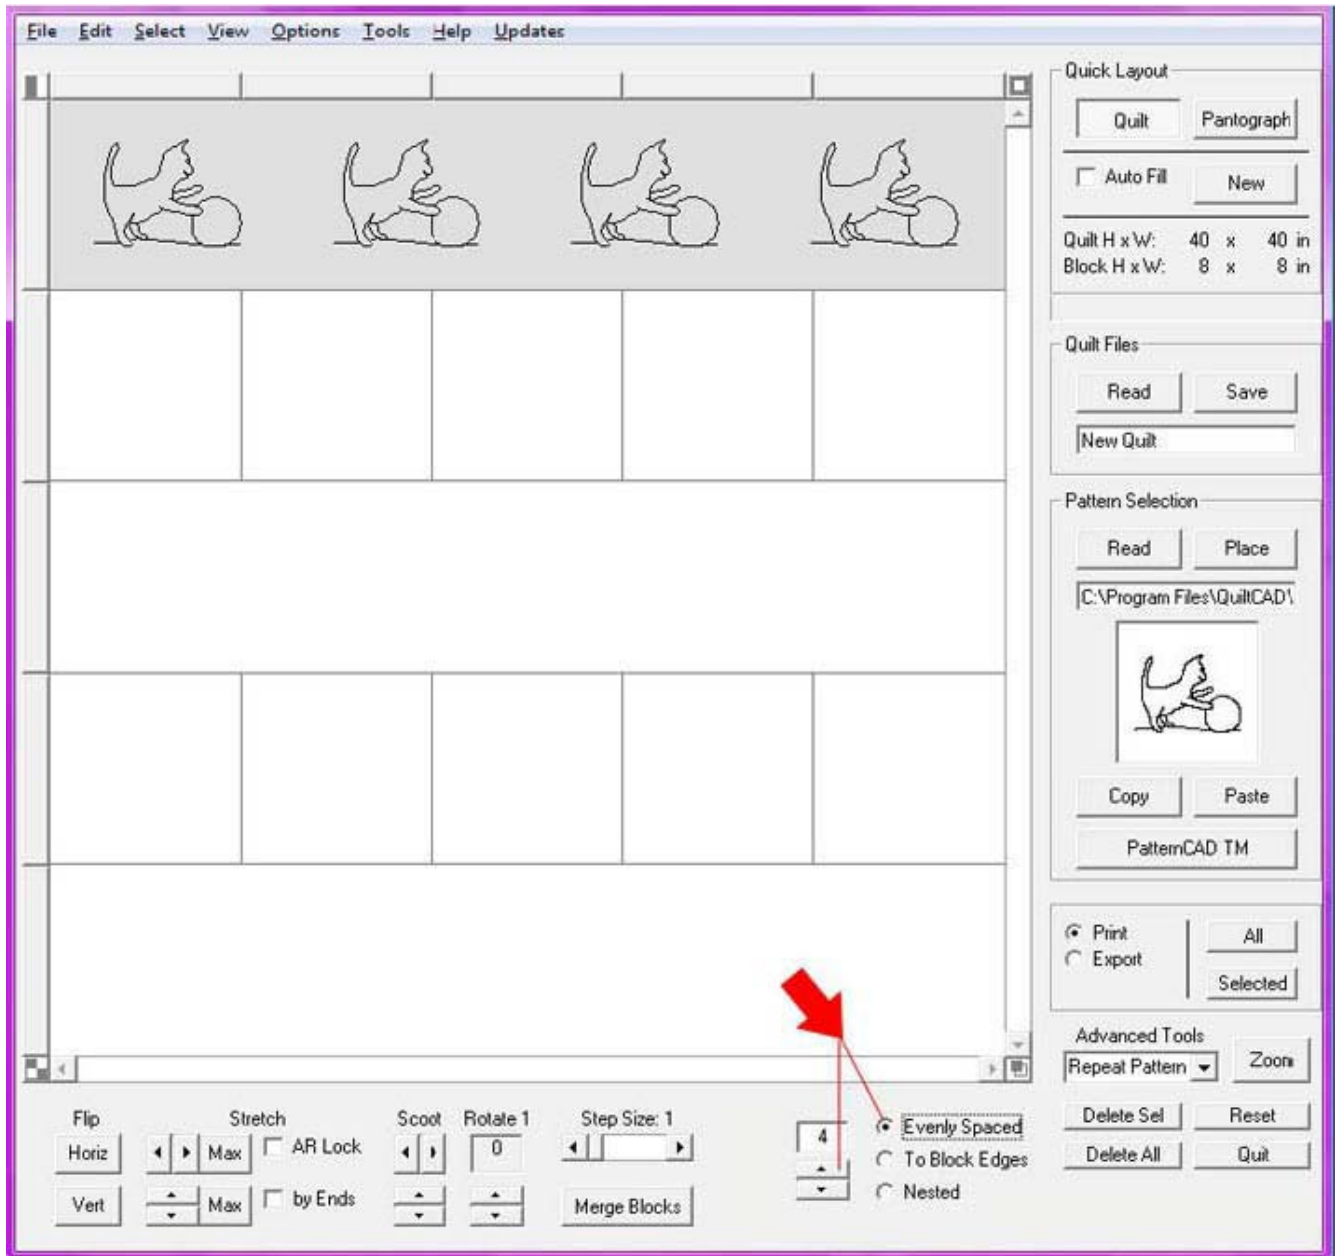 File Edit Select View Options Tools Help Updates
Quick Layout
Quilt Pantograph
Auto Fill New
Quilt H x W: 40 x 40 in
Block H x W: 8 x 8 in
Quilt Files
Read Save
New Quilt
Pattern Selection
Read Place
C:\Program Files\QuiltCAD\
Copy Paste
PatternCAD TM
Print All
Export
Selected
Advanced Tools
Repeat Pattern Zoom
Flip Stretch Scoot Rotate 1 Step Size: 1
Horiz Max AR Lock 0
Vert Max by Ends Merge Blocks
4 Evenly Spaced
To Block Edges
Nested
Delete Sel Reset
Delete All Quit